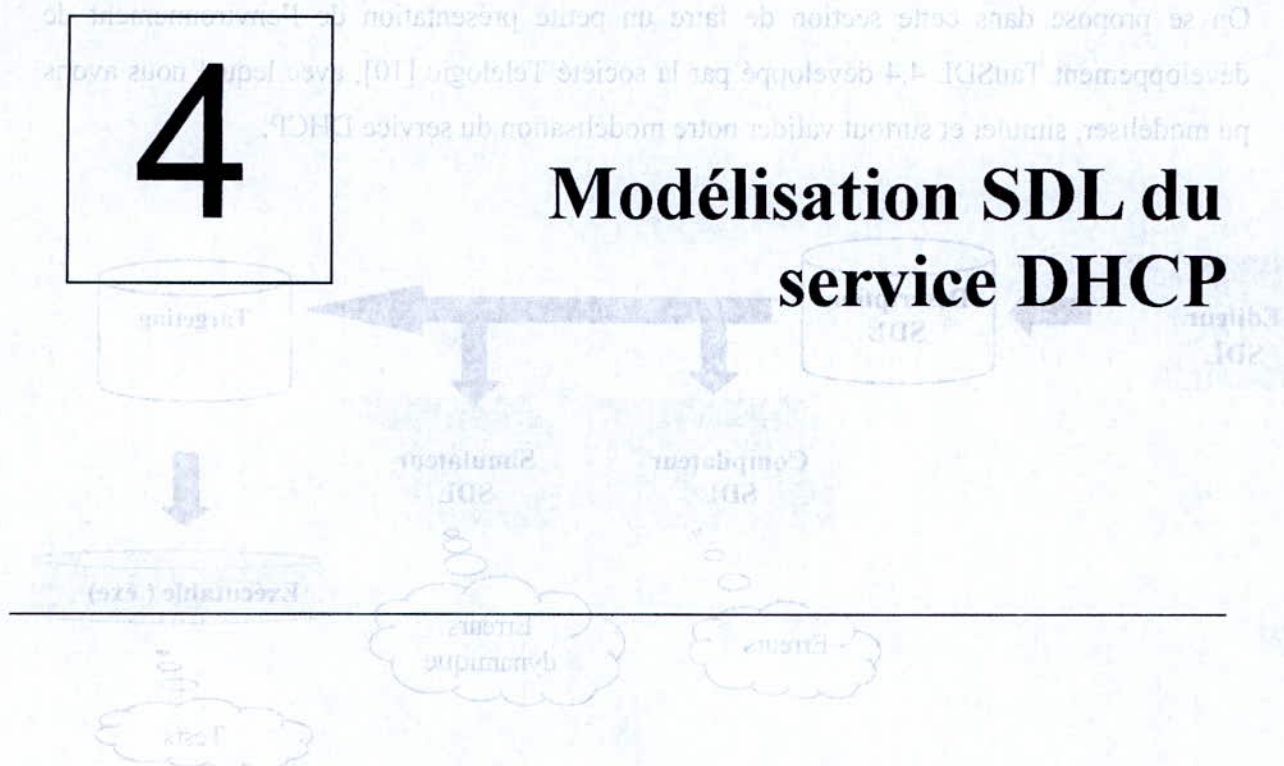 On se propose dans cette section de faire un petite présentation de l'environnement de
développement TauSDL 4.4 développé par la société Telelogic [10], avec lequel nous avons
pu modéliser, simuler et surtout valider notre modélisation du service DHCP.
4
Modélisation SDL du
service DHCP
Editeur
SDL
SDL
Targeting
Simulateur
SDL
Compilateur
SDL
Exécutable (.exe)
Erreurs
dynamique
Erreurs
Tests